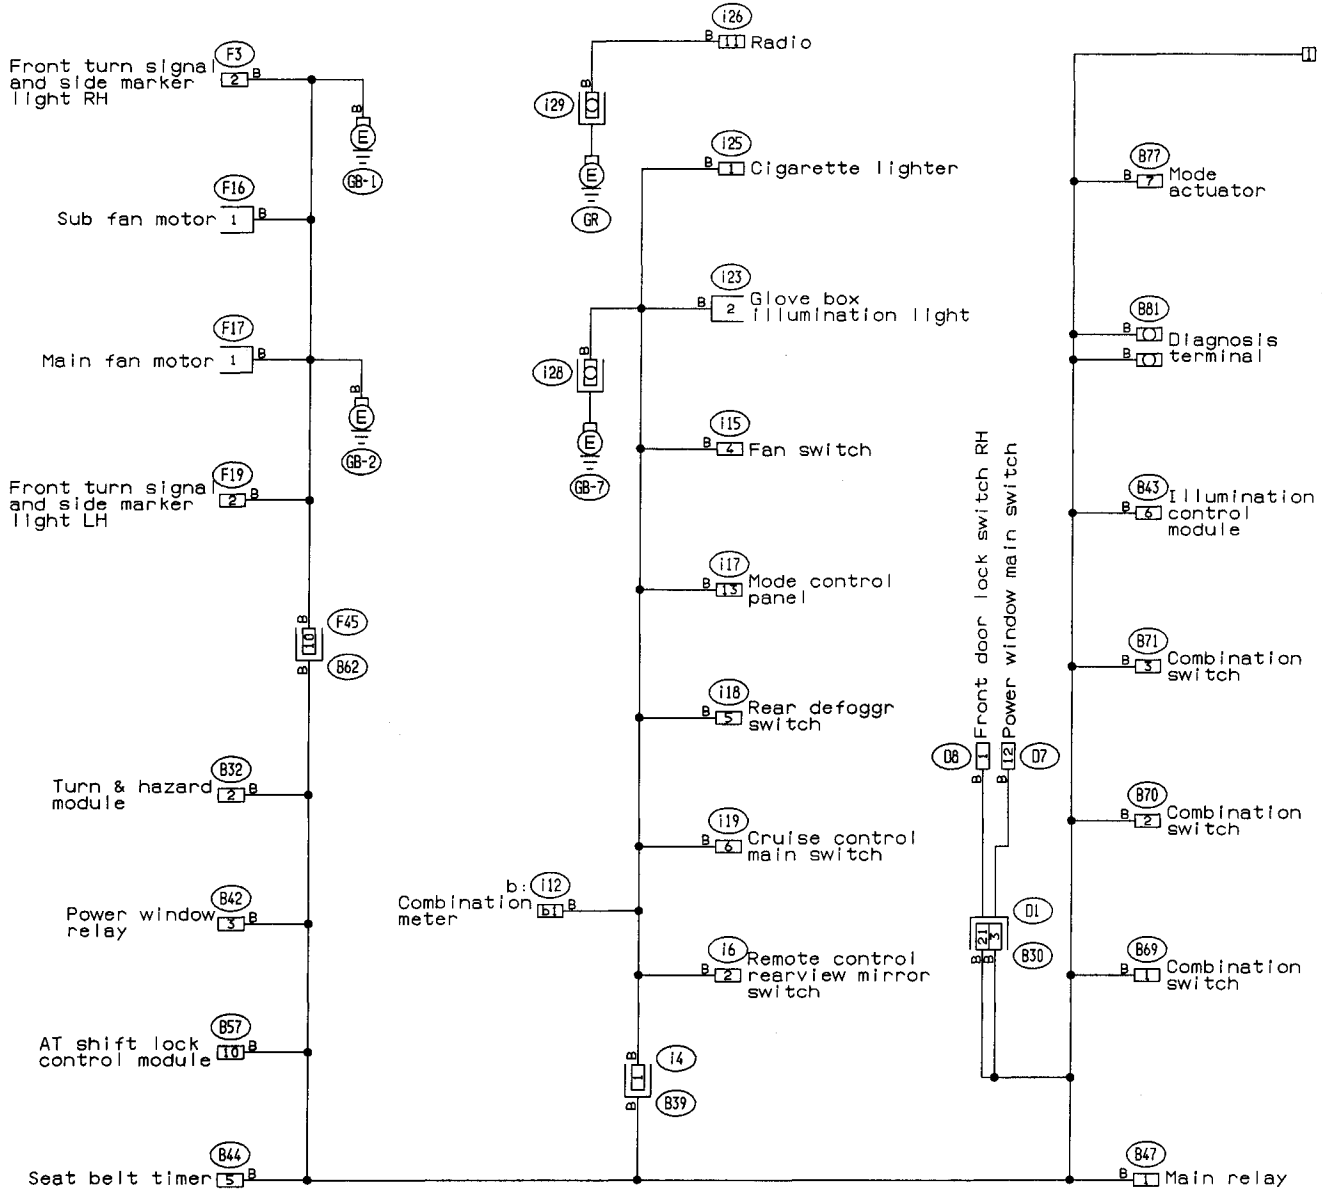 F3
Front turn signal
and side marker
light RH
2
B
B
E
GB-1
F16
Sub fan motor
1
B
F17
Main fan motor
1
B
B
E
GB-2
F19
Front turn signal
and side marker
light LH
2
B
B
10
F45
B
B62
B32
Turn & hazard
module
2
B
B42
Power window
relay
3
B
B57
AT shift lock
control module
10
B
B44
Seat belt timer
5
B
i26
B
11
Radio
B
i29
E
GR
i25
B
1
Cigarette lighter
i23
B
2
Glove box
illumination light
B
i28
E
GB-7
i15
B
4
Fan switch
i17
B
13
Mode control
panel
i18
B
5
Rear defoggr
switch
i19
B
6
Cruise control
main switch
b: i12
Combination
meter
b1
B
i6
B
2
Remote control
rearview mirror
switch
B
1
i4
B
B39
Front door lock switch RH
Power window main switch
D8
1
12
D7
B
B
21
3
D1
B
B
B30
1
B77
B
7
Mode
actuator
B81
B
B
Diagnosis
terminal
B43
B
6
Illumination
control
module
B71
B
3
Combination
switch
B70
B
2
Combination
switch
B69
B
1
Combination
switch
B47
B
1
Main relay